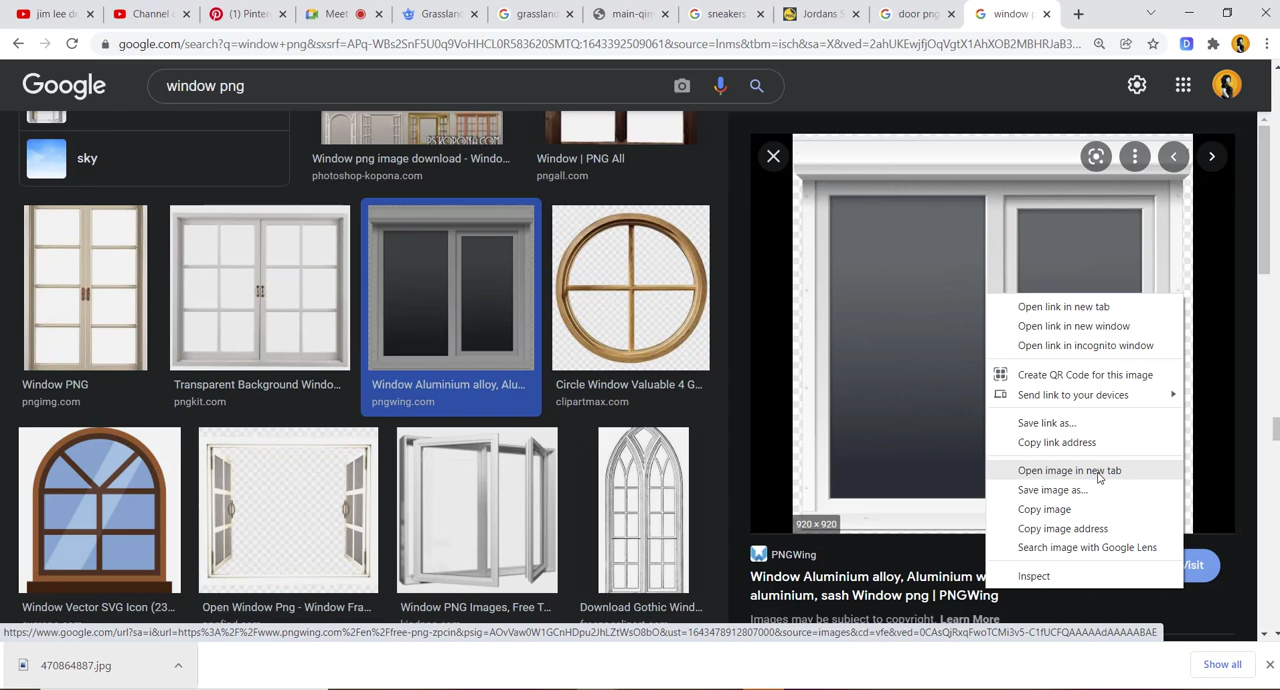 jim lee dr
Channel c
(1) Pinter
Meet
Grasslan
grasslan
main-qim
sneakers
Jordans S
door png
window p
google.com/search?q=window+png&sxsrf=APq-WBs2SnF5U0q9VoHHCL0R58360DSMTQ:1643392509061&source=lnms&tbm=isch&sa=X&ved=2ahUKEwjfjOqVgtX1AhXOB2MBHRJaB3...
Google
window png
sky
Window png image download - Windo...
photoshop-kopona.com
Window | PNG All
pngall.com
Window PNG
pngimg.com
Transparent Background Windo...
pngkit.com
Window Aluminium alloy, Alu...
pngwing.com
Circle Window Valuable 4 G...
clipartmax.com
Window Vector SVG Icon (23...
Open Window Png - Window Fra...
Window PNG Images, Free T...
Download Gothic Wind...
Open link in new tab
Open link in new window
Open link in incognito window
Create QR Code for this image
Send link to your devices
Save link as...
Copy link address
Open image in new tab
Save image as...
Copy image
Copy image address
Search image with Google Lens
Inspect
920 × 920
PNGWing
Visit
Window Aluminium alloy, Aluminium w
aluminium, sash Window png | PNGWing
Images may be subject to copyright. Learn More
https://www.google.com/url?sa=i&url=https%3A%2F%2Fwww.pngwing.com%2Fen%2Ffree-png-zpcin&psig=AOvVaw0W1GCnHDpu2JhLZtWsO8bO&ust=1643478912807000&source=images&cd=vfe&ved=0CAsQjRxqFwoTCMi3v5-C1fUCFQAAAAAdAAAAABAE
470864887.jpg
Show all